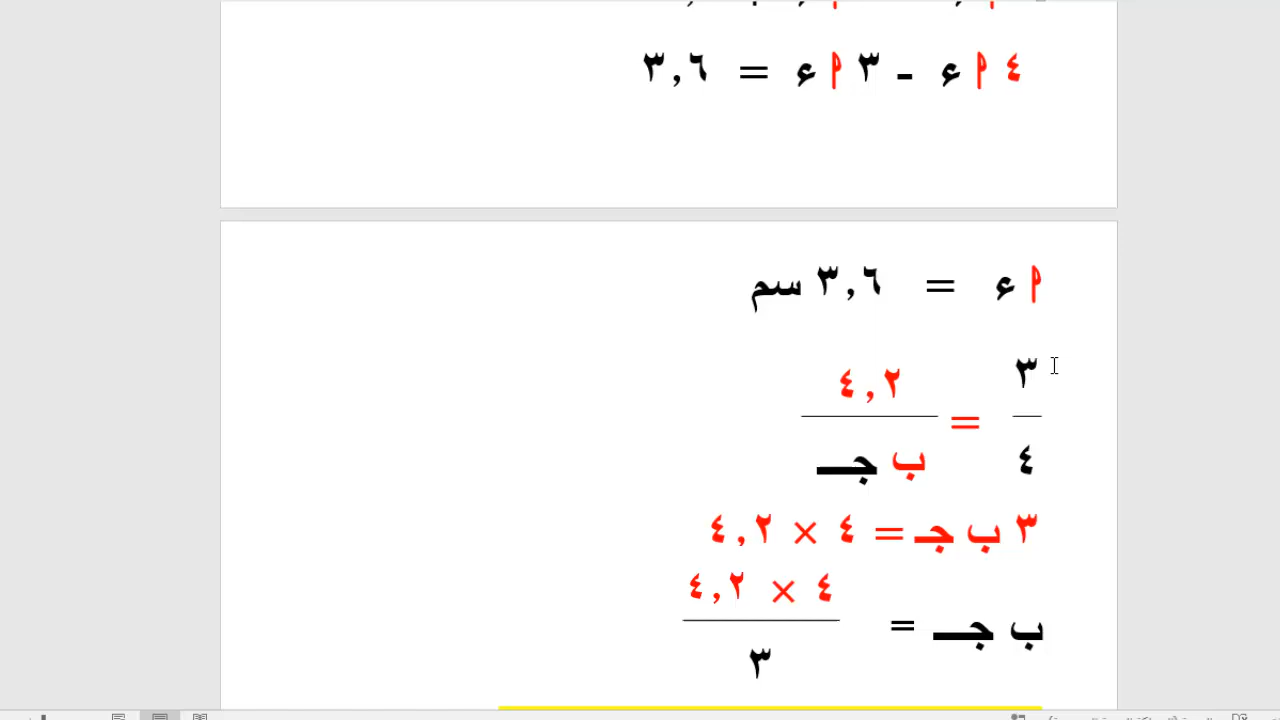 ٤ م ء - ٣ م ء = ٣,٦
م ء = ٣,٦ سم
٣ = ٤,٢
٤ ب جـ
٣ ب جـ = ٤ × ٤,٢
٤ × ٤,٢
ب جـ =
٣